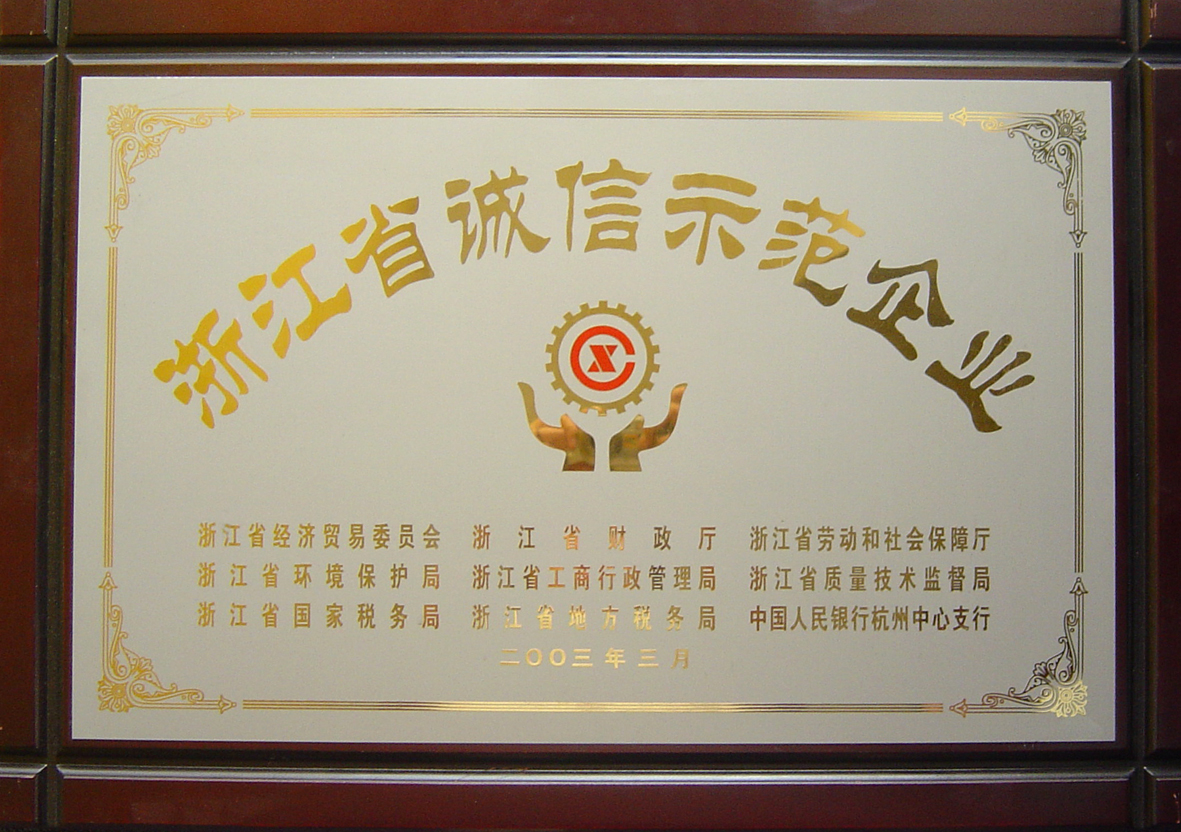 浙江省诚信示范企业
浙江省经济贸易委员会 浙江省财政厅 浙江省劳动和社会保障厅
浙江省环境保护局 浙江省工商行政管理局 浙江省质量技术监督局
浙江省国家税务局 浙江省地方税务局 中国人民银行杭州中心支行
二OO三年三月